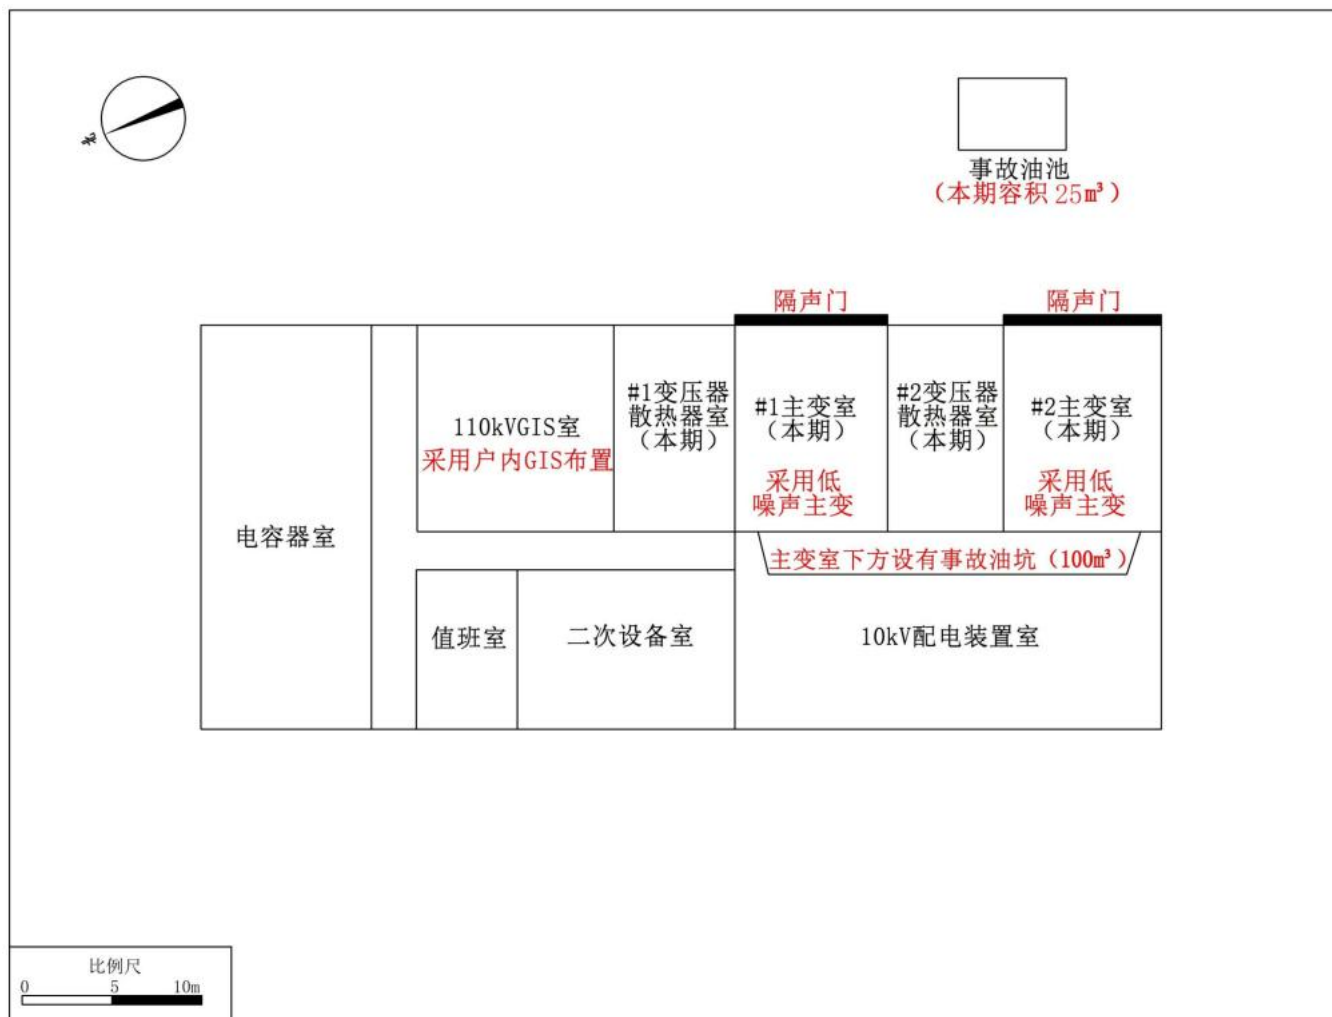 北
事故油池
（本期容积 25m³）
隔声门
隔声门
#1变压器
散热器室
（本期）
#1主变室
（本期）
#2变压器
散热器室
（本期）
#2主变室
（本期）
110kVGIS室
采用户内GIS布置
采用低
噪声主变
采用低
噪声主变
电容器室
主变室下方设有事故油坑（100m³）
值班室
二次设备室
10kV配电装置室
比例尺
0 5 10m